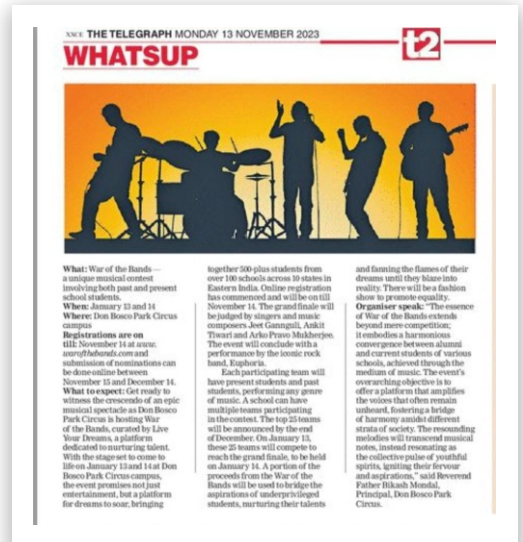 THE TELEGRAPH MONDAY 13 NOVEMBER 2023
t2
WHATSUP
What: War of the Bands —
a musical contest
involving both past and present
school students.
When: January 13 and 14
Where: Don Bosco Park Circus
campus
Registrations are on
till: November 14 at www.
warofthebands.com and
submission of nominations can
be done online between
November 15 and December 14.
What to expect: Get ready to
witness the crescendo of an epic
musical spectacle as Don Bosco
Park Circus is hosting War
of the Bands, curated by Live
Your Dreams, a platform
dedicated to nurturing talent.
With the stage set to come to
life on January 13 and 14 at Don
Bosco Park Circus campus,
the event promises not just
entertainment, but a platform
for dreams to soar, bringing
together 500-plus students from
over 100 schools across 10 states in
Eastern India. Online registration
has commenced and will be on till
November 14. The grand finale will
be judged by singers and music
composers Jeet Gannguli, Ankit
Tiwari and Arko Pravo Mukherjee.
The event will conclude with a
performance by the iconic rock
band, Euphoria.
Each participating team will
have present students and past
students, performing any genre
of music. A school can have
multiple teams participating
in the contest. The top 25 teams
will be announced by the end
of December. On January 13,
these 25 teams will compete to
reach the grand finale, to be held
on January 14. A portion of the
proceeds from the War of the
Bands will be used to bridge the
aspirations of underprivileged
students, nurturing their talents
and fanning the flames of their
dreams until they blaze into
reality. There will be a fashion
show to promote equality.
Organiser speak: "The essence
of War of the Bands extends
beyond mere competition;
it embodies a harmonious
convergence between alumni
and current students of various
schools, achieved through the
medium of music. The event's
overarching objective is to
offer a platform that amplifies
the voices that often remain
unheard, fostering a bridge
of harmony amidst different
strata of society. The resounding
melodies will transcend musical
notes, instead resonating as
the collective pulse of youthful
spirits, igniting their fervour
and aspirations," said Reverend
Father Bikash Mondal,
Principal, Don Bosco Park
Circus.